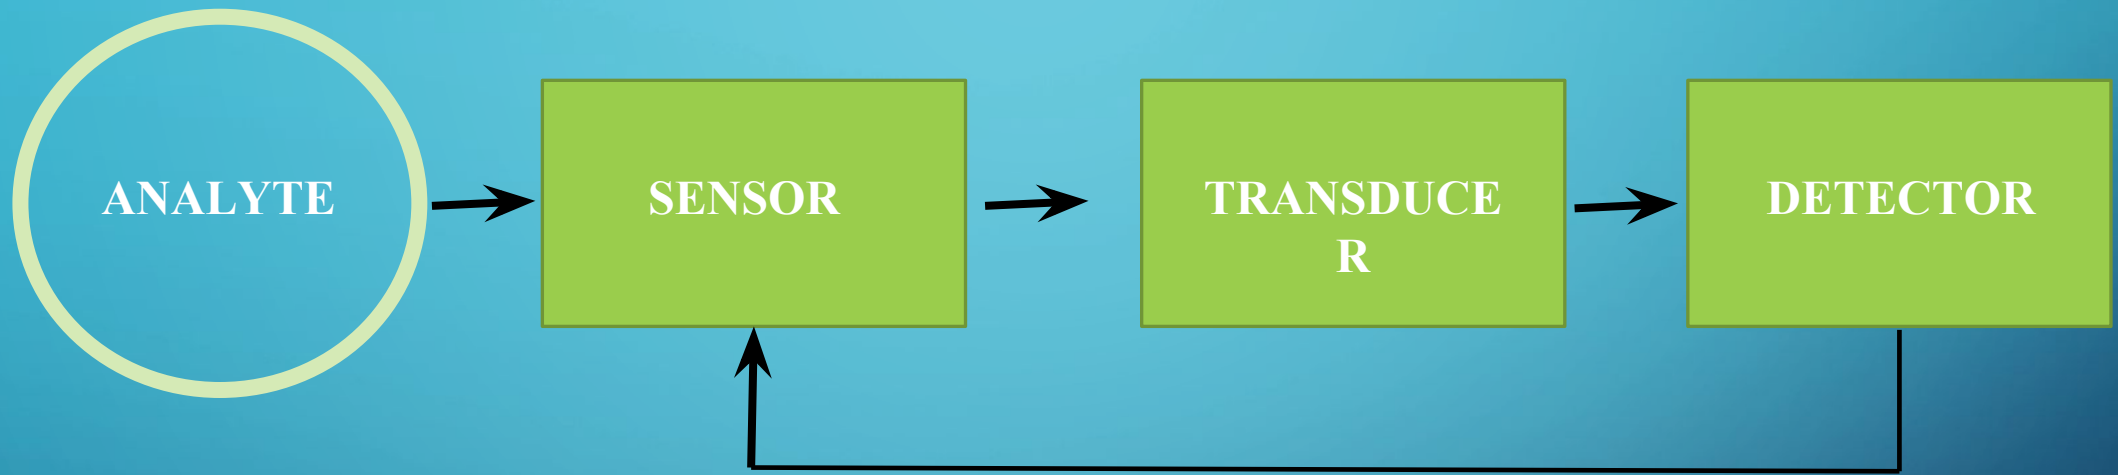 ANALYTE
SENSOR
TRANSDUCE
R
DETECTOR